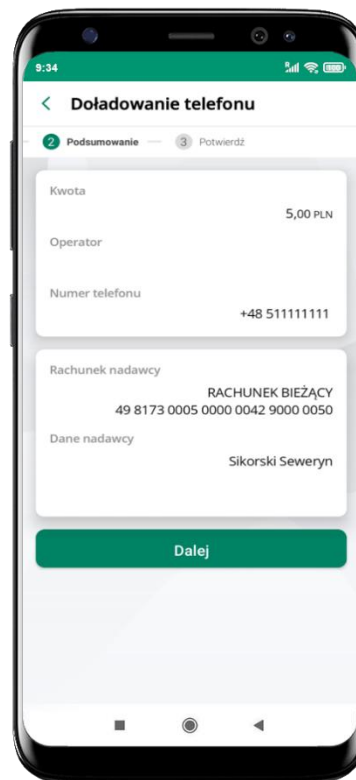 9:34
Doładowanie telefonu
2 Podsumowanie 3 Potwierdź
Kwota
5,00 PLN
Operator
Numer telefonu
+48 511111111
Rachunek nadawcy
RACHUNEK BIEŻĄCY
49 8173 0005 0000 0042 9000 0050
Dane nadawcy
Sikorski Seweryn
Dalej